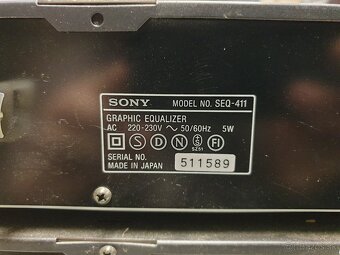 SONY MODEL NO. SEQ-411
GRAPHIC EQUALIZER
AC 220-230V ~ 50/60Hz 5W
S D N S FI
SERIAL NO. 511589
MADE IN JAPAN